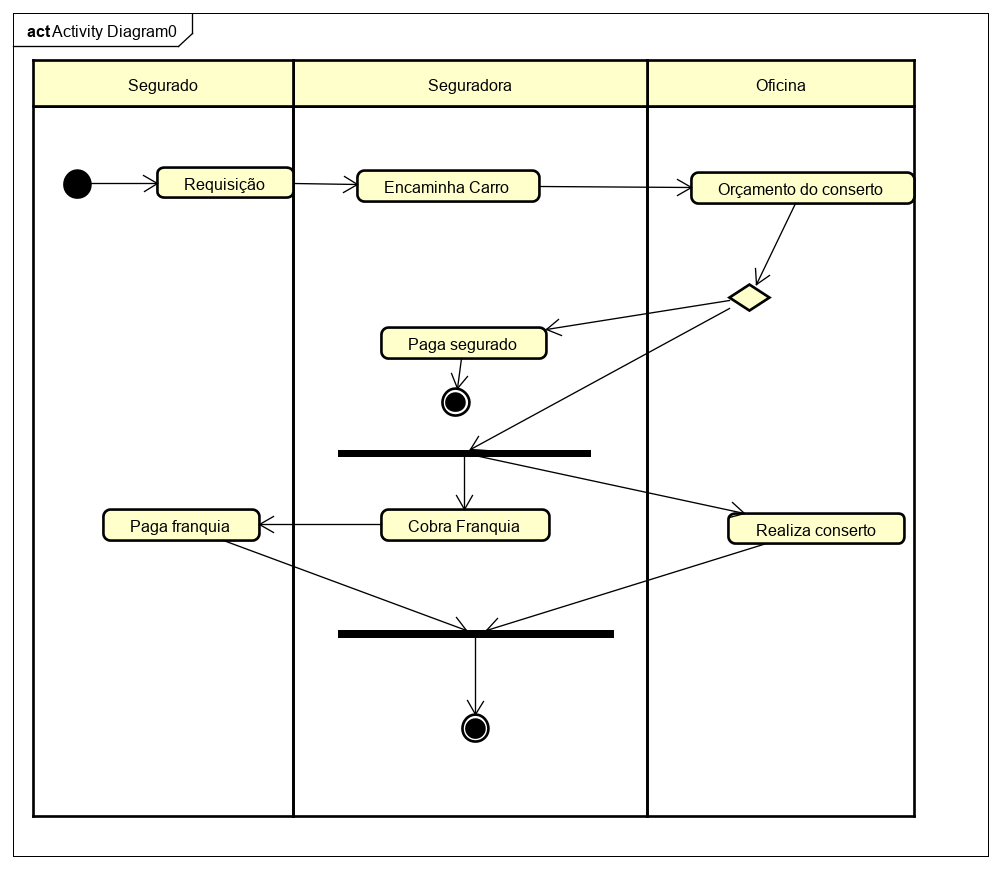 act Activity Diagram0
Segurado
Seguradora
Oficina
Requisição
Encaminha Carro
Orçamento do conserto
Paga segurado
Paga franquia
Cobra Franquia
Realiza conserto